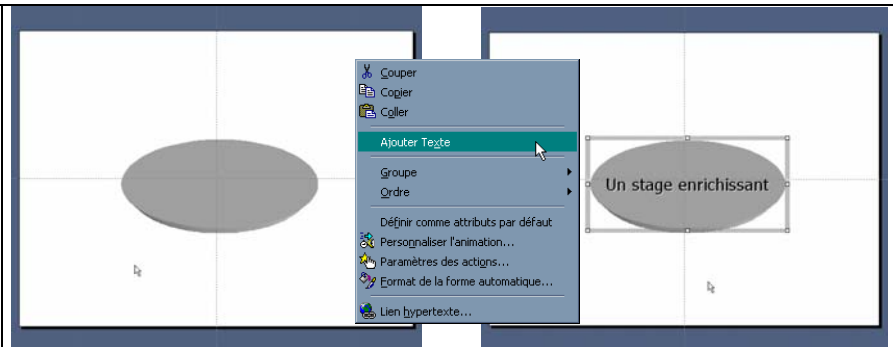 Couper
Copier
Coller
Ajouter Texte
Groupe
Ordre
Définir comme attributs par défaut
Personnaliser l'animation...
Paramètres des actions...
Format de la forme automatique...
Lien hypertexte...
Un stage enrichissant